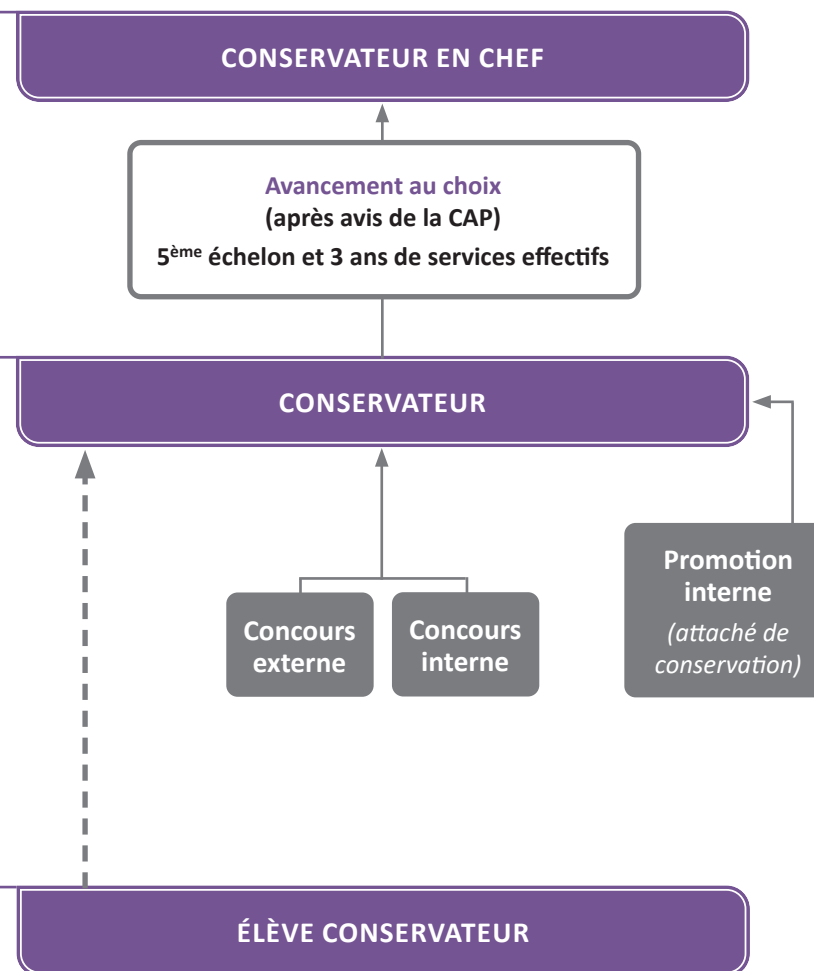 CONSERVATEUR EN CHEF
Avancement au choix
(après avis de la CAP)
5ème échelon et 3 ans de services effectifs
CONSERVATEUR
Concours
externe
Concours
interne
Promotion
interne
(attaché de
conservation)
ÉLÈVE CONSERVATEUR